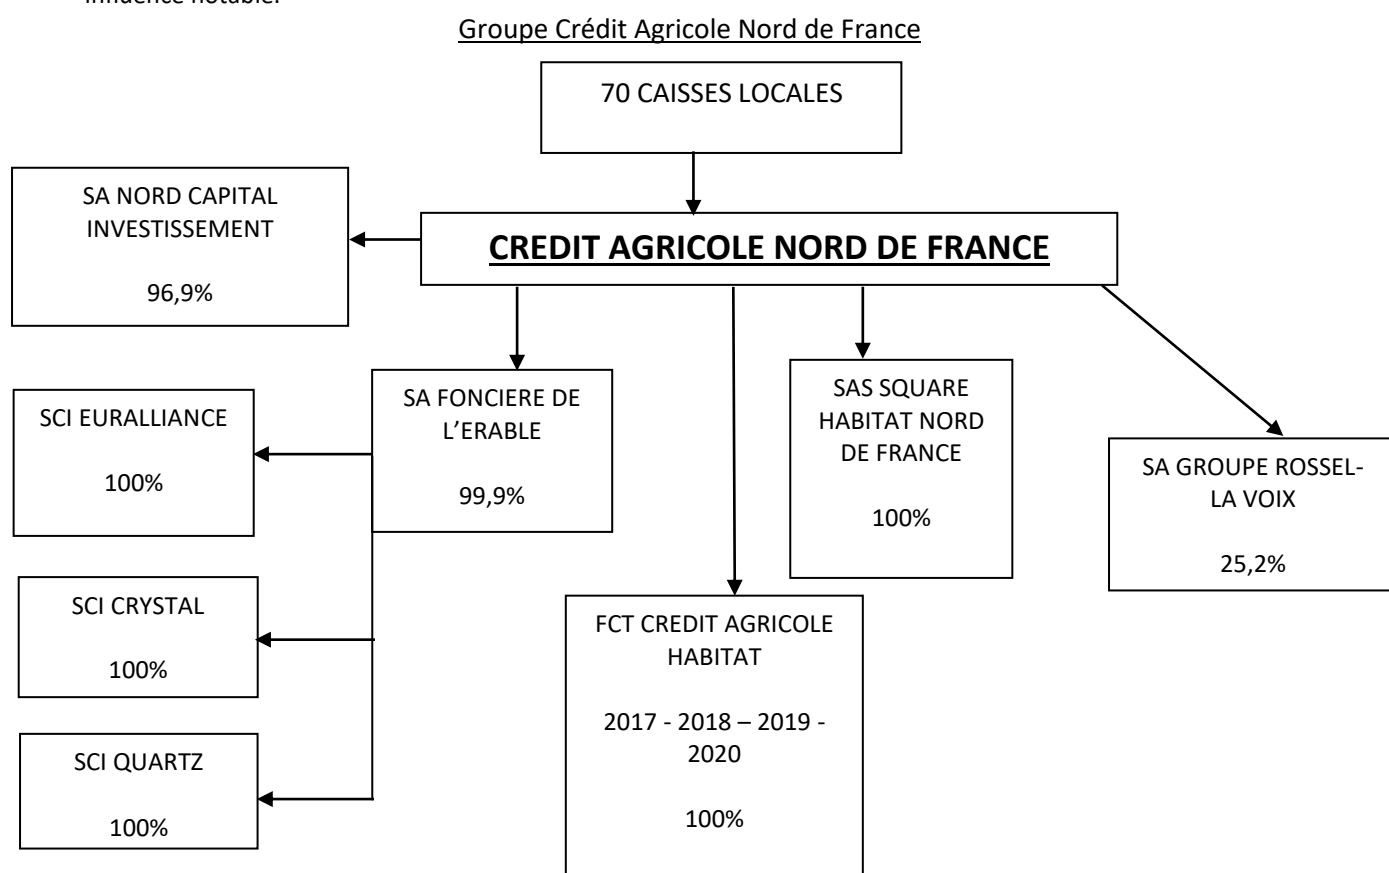 influence notable.
Groupe Crédit Agricole Nord de France
70 CAISSES LOCALES
SA NORD CAPITAL
INVESTISSEMENT
96,9%
CREDIT AGRICOLE NORD DE FRANCE
SA FONCIERE DE
L’ERABLE
99,9%
SCI EURALLIANCE
100%
SCI CRYSTAL
100%
SCI QUARTZ
100%
FCT CREDIT AGRICOLE
HABITAT
2017 - 2018 – 2019 -
2020
100%
SAS SQUARE
HABITAT NORD
DE FRANCE
100%
SA GROUPE ROSSEL-
LA VOIX
25,2%